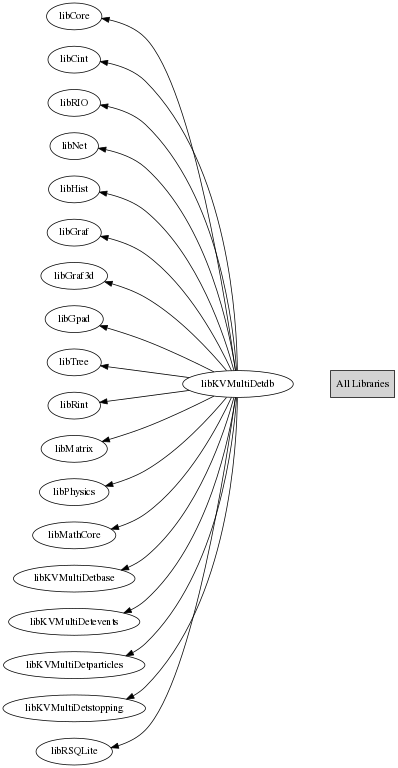 libCore
libCint
libRIO
libNet
libHist
libGraf
libGraf3d
libGpad
libTree
libKVMultiDetdb
All Libraries
libRint
libMatrix
libPhysics
libMathCore
libKVMultiDetbase
libKVMultiDetevents
libKVMultiDetparticles
libKVMultiDetstopping
libRSQLite